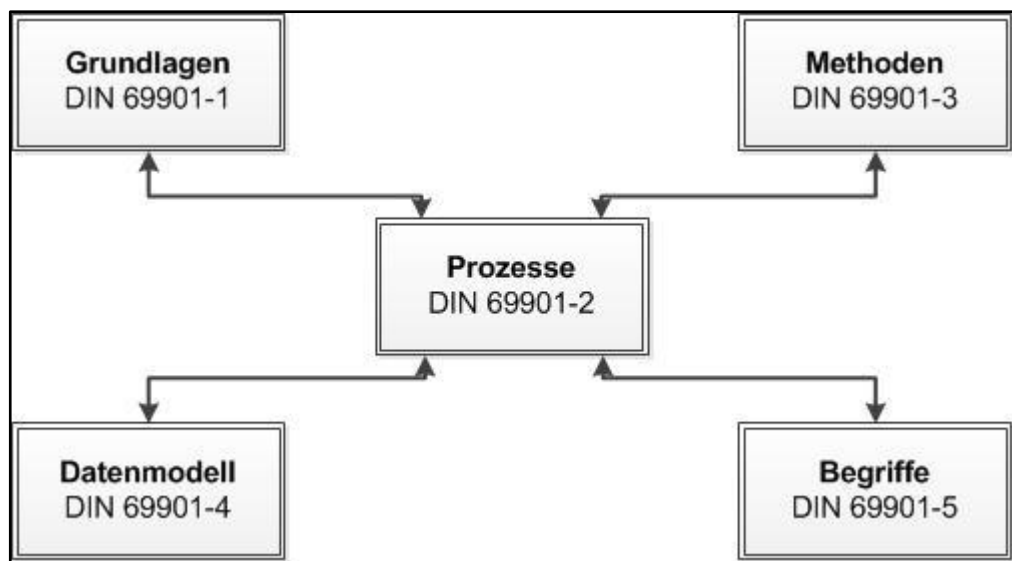 Grundlagen
DIN 69901-1
Methoden
DIN 69901-3
Prozesse
DIN 69901-2
Datenmodell
DIN 69901-4
Begriffe
DIN 69901-5